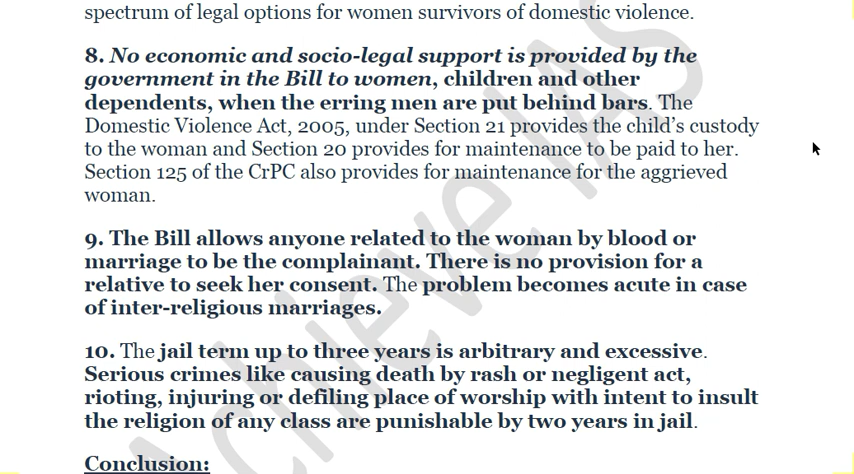 spectrum of legal options for women survivors of domestic violence.
8. No economic and socio-legal support is provided by the
government in the Bill to women, children and other
dependents, when the erring men are put behind bars. The
Domestic Violence Act, 2005, under Section 21 provides the child's custody
to the woman and Section 20 provides for maintenance to be paid to her.
Section 125 of the CrPC also provides for maintenance for the aggrieved
woman.
9. The Bill allows anyone related to the woman by blood or
marriage to be the complainant. There is no provision for a
relative to seek her consent. The problem becomes acute in case
of inter-religious marriages.
10. The jail term up to three years is arbitrary and excessive.
Serious crimes like causing death by rash or negligent act,
rioting, injuring or defiling place of worship with intent to insult
the religion of any class are punishable by two years in jail.
Conclusion:
Achieve IAS